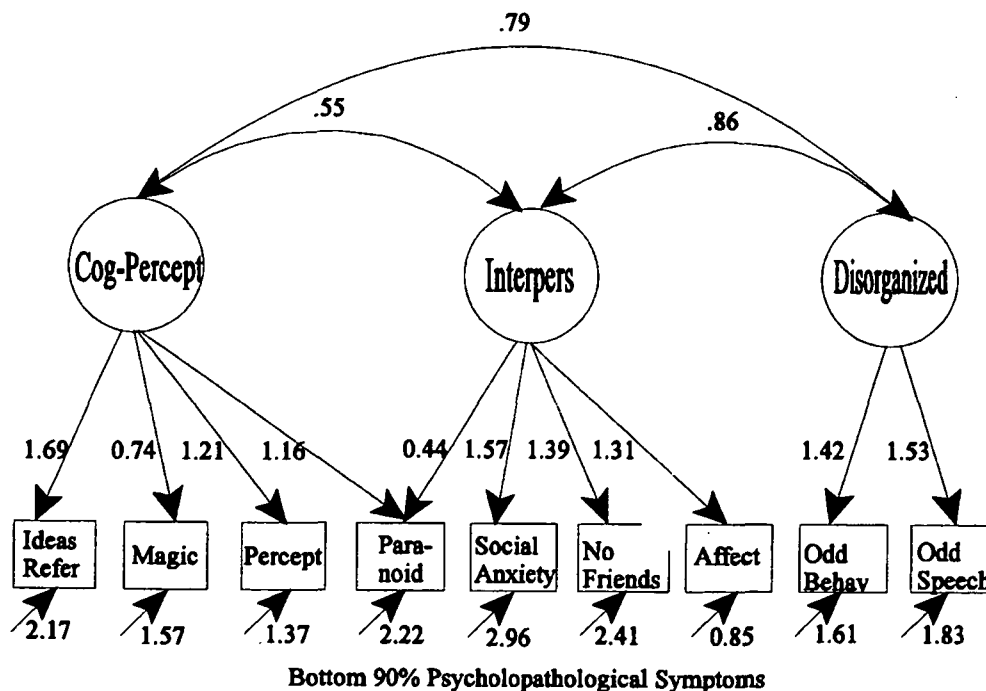 .79
.55
.86
Cog-Percept
Interpers
Disorganized
1.69 0.74 1.21 1.16 0.44 1.57 1.39 1.31 1.42 1.53
Ideas
Refer
Magic
Percept
Para-
noid
Social
Anxiety
No
Friends
Affect
Odd
Behav
Odd
Speech
2.17 1.57 1.37 2.22 2.96 2.41 0.85 1.61 1.83
Bottom 90% Psycholopathological Symptoms